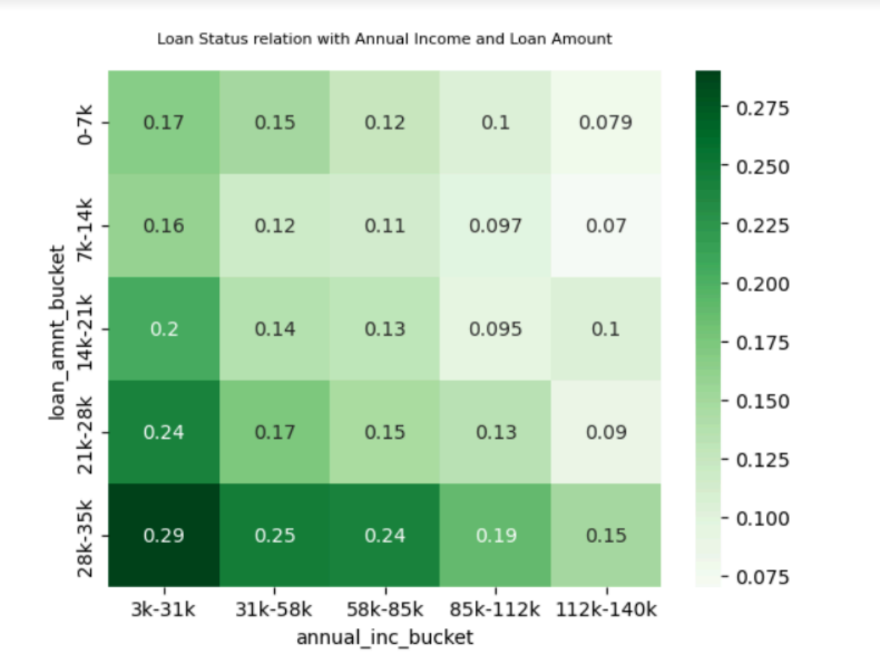 Loan Status relation with Annual Income and Loan Amount
loan_amnt_bucket
0-7k 0.17 0.15 0.12 0.1 0.079
7k-14k 0.16 0.12 0.11 0.097 0.07
14k-21k 0.2 0.14 0.13 0.095 0.1
21k-28k 0.24 0.17 0.15 0.13 0.09
28k-35k 0.29 0.25 0.24 0.19 0.15
3k-31k 31k-58k 58k-85k 85k-112k 112k-140k
annual_inc_bucket
0.275
0.250
0.225
0.200
0.175
0.150
0.125
0.100
0.075